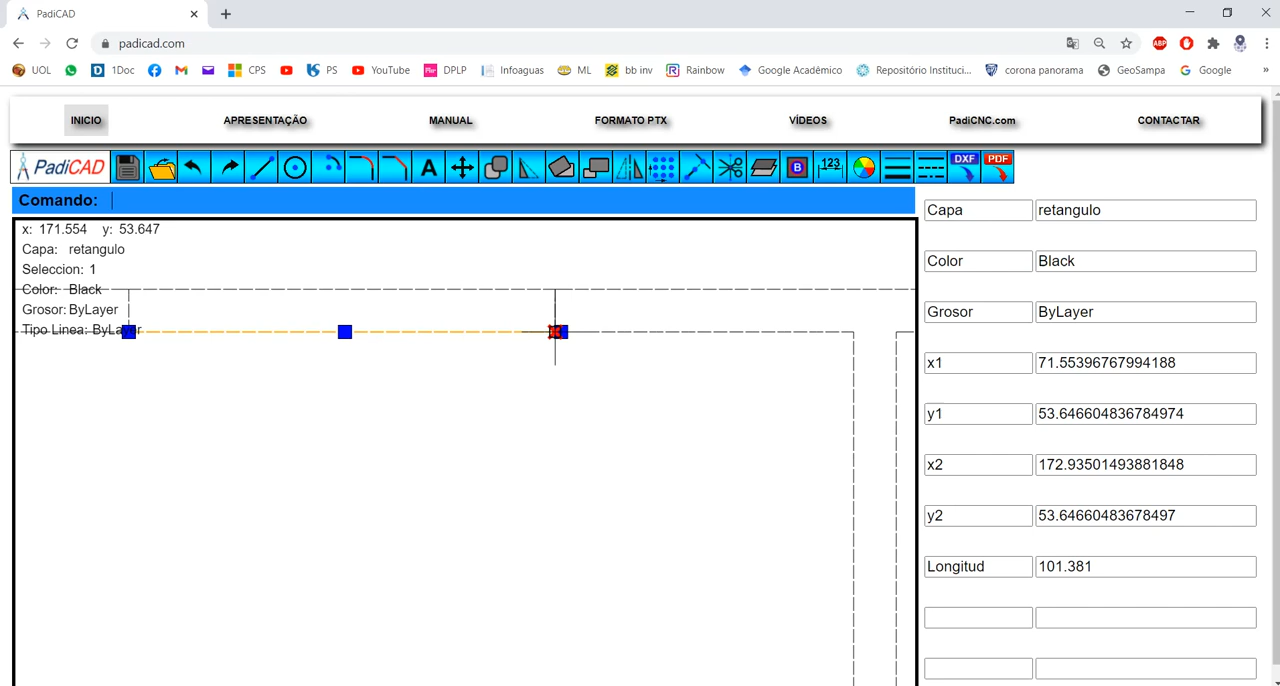 PadiCAD
padicad.com
ABP
UOL 1Doc CPS PS YouTube DPLP Infoaguas ML bb inv Rainbow Google Acadêmico Repositório Instituci... corona panorama GeoSampa Google »
INICIO APRESENTAÇÃO MANUAL FORMATO PTX VÍDEOS PadiCNC.com CONTACTAR
PadiCAD A B 123 DXF PDF
Comando:
x: 171.554 y: 53.647
Capa: retangulo
Seleccion: 1
Color: Black
Grosor: ByLayer
Tipo Linea: ByLayer
Capa retangulo
Color Black
Grosor ByLayer
x1 71.55396767994188
y1 53.646604836784974
x2 172.93501493881848
y2 53.64660483678497
Longitud 101.381